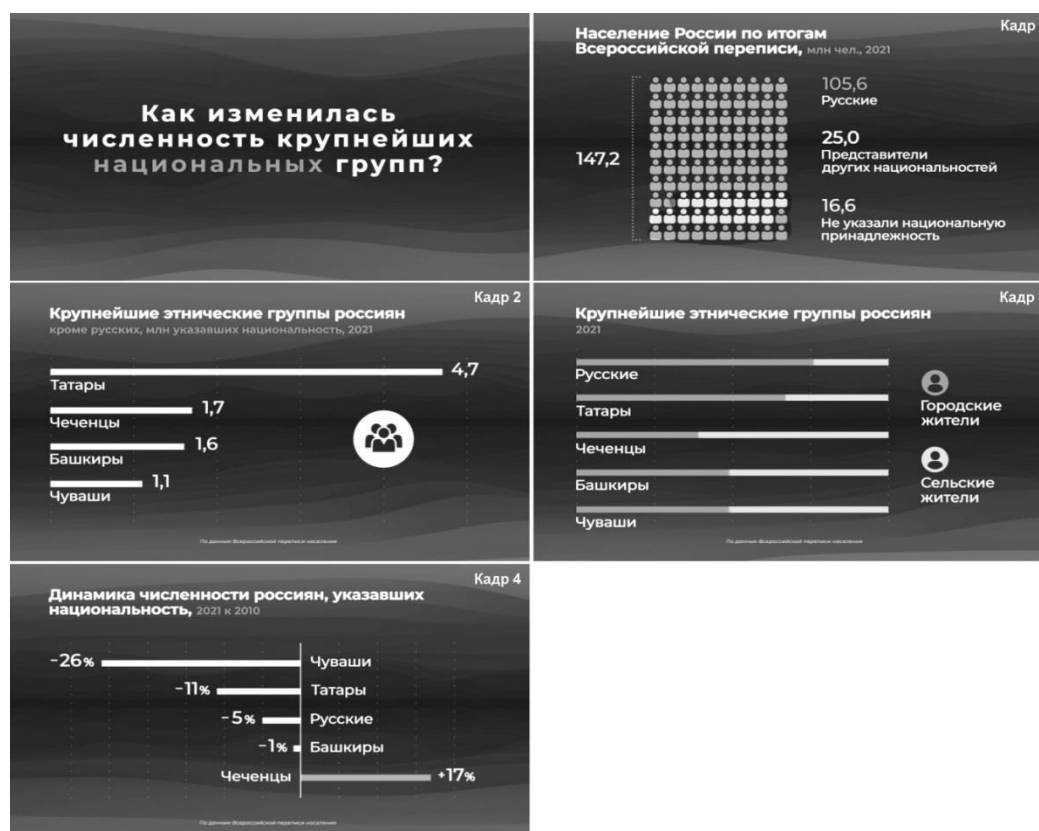 Как изменилась
численность крупнейших
национальных групп?
Кадр
Население России по итогам
Всероссийской переписи, млн чел., 2021
147,2
105,6
Русские
25,0
Представители
других национальностей
16,6
Не указали национальную
принадлежность
Кадр 2
Крупнейшие этнические группы россиян
кроме русских, млн указавших национальность, 2021
4,7
Татары
1,7
Чеченцы
1,6
Башкиры
1,1
Чуваши
По данным Всероссийской переписи населения
Кадр
Крупнейшие этнические группы россиян
2021
Русские
Татары
Чеченцы
Башкиры
Чуваши
Городские
жители
Сельские
жители
По данным Всероссийской переписи населения
Кадр 4
Динамика численности россиян, указавших
национальность, 2021 к 2010
-26% Чуваши
-11% Татары
-5% Русские
-1% Башкиры
Чеченцы +17%
По данным Всероссийской переписи населения